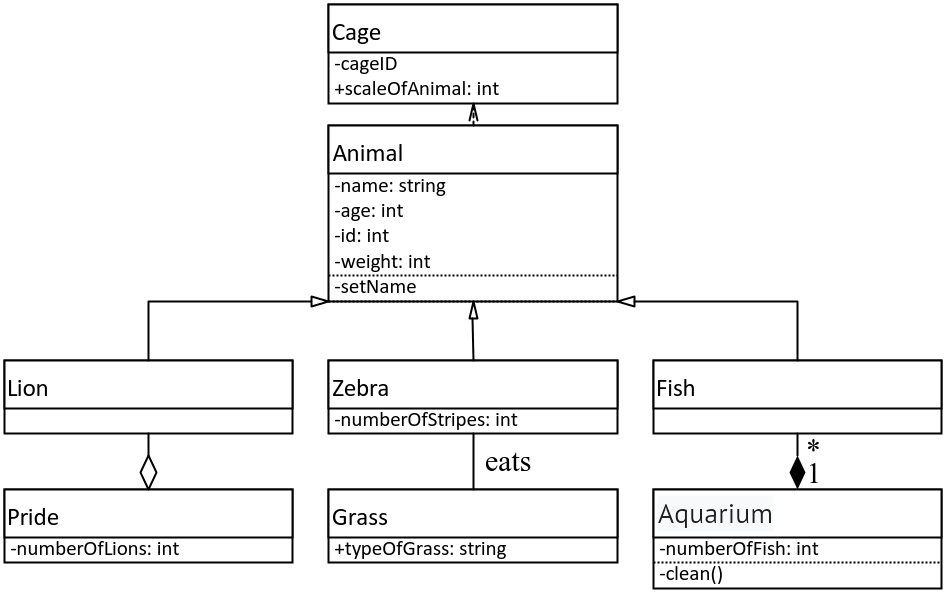 Cage
-cageID
+scaleOfAnimal: int
Animal
-name: string
-age: int
-id: int
-weight: int
-setName
Lion
Zebra
-numberOfStripes: int
Fish
eats
*
1
Pride
-numberOfLions: int
Grass
+typeOfGrass: string
Aquarium
-numberOfFish: int
-clean()